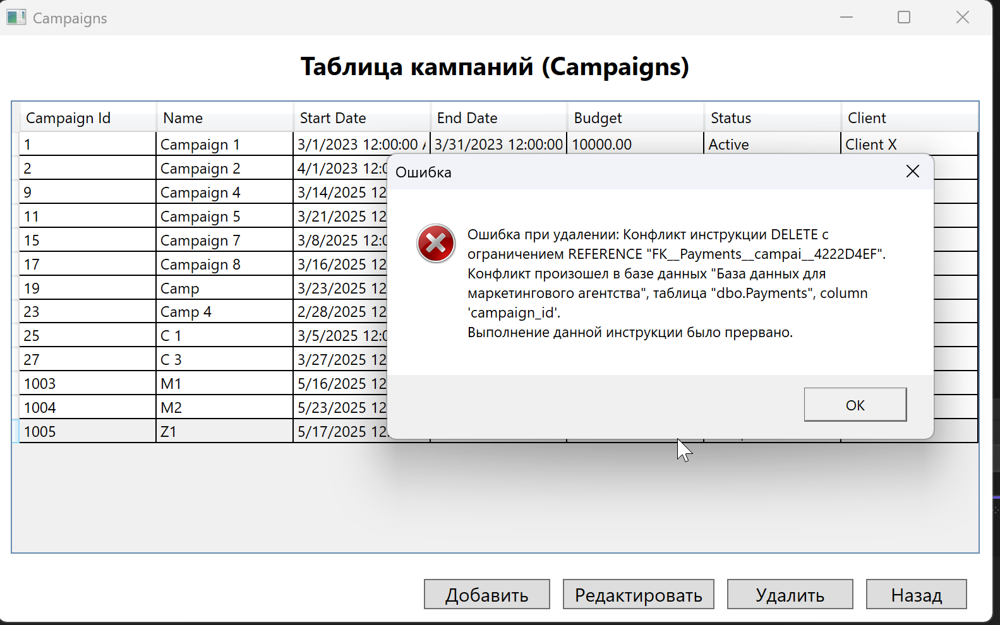 Campaigns
Таблица кампаний (Campaigns)
Campaign Id Name Start Date End Date Budget Status Client
1 Campaign 1 3/1/2023 12:00:00 3/31/2023 12:00:00 10000.00 Active Client X
2 Campaign 2 4/1/2023
9 Campaign 4 3/14/2025 12
11 Campaign 5 3/21/2025 12
15 Campaign 7 3/8/2025
17 Campaign 8 3/16/2025 12
19 Camp 3/23/2025 12
23 Camp 4 2/28/2025 12
25 C 1 3/5/2025
27 C 3 3/27/2025 12
1003 M1 5/16/2025 12
1004 M2 5/23/2025 12
1005 Z1 5/17/2025 12
Ошибка
Ошибка при удалении: Конфликт инструкции DELETE с
ограничением REFERENCE "FK__Payments__campai__4222D4EF".
Конфликт произошел в базе данных "База данных для
маркетингового агентства", таблица "dbo.Payments", column
'campaign_id'.
Выполнение данной инструкции было прервано.
OK
Добавить Редактировать Удалить Назад